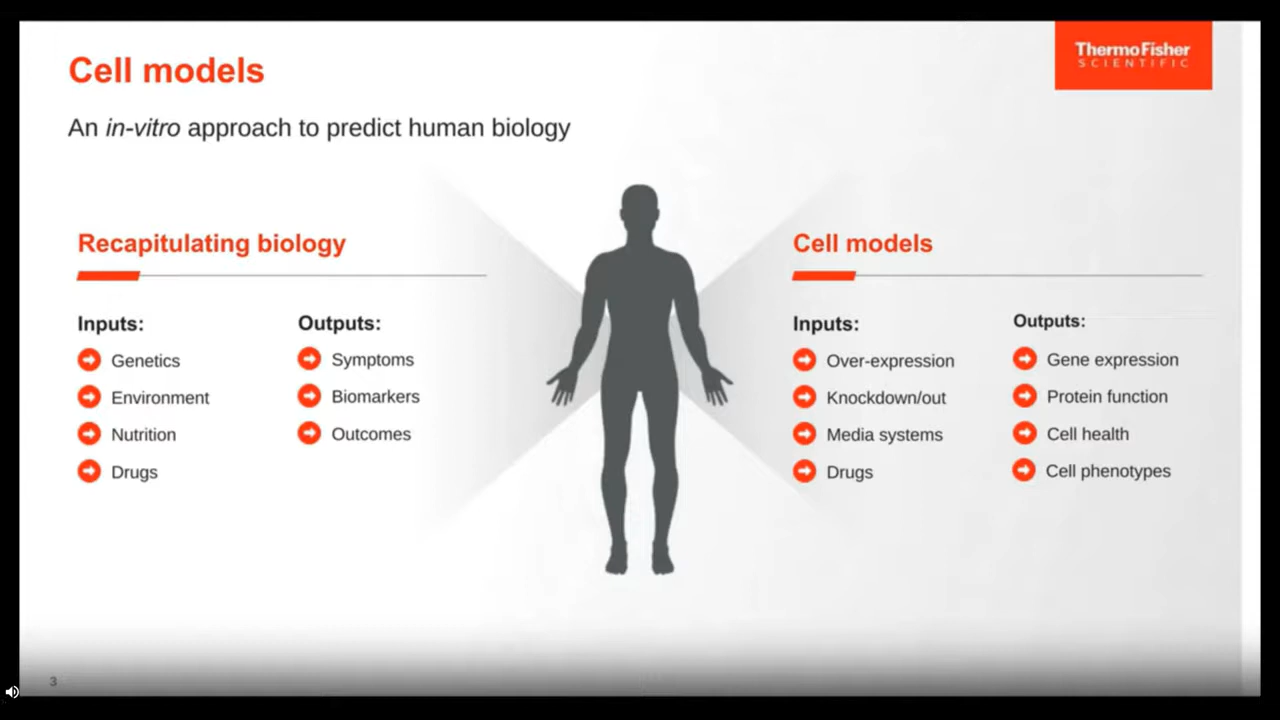 ThermoFisher
SCIENTIFIC
Cell models
An in-vitro approach to predict human biology
Recapitulating biology
Inputs:
Genetics
Environment
Nutrition
Drugs
Outputs:
Symptoms
Biomarkers
Outcomes
Cell models
Inputs:
Over-expression
Knockdown/out
Media systems
Drugs
Outputs:
Gene expression
Protein function
Cell health
Cell phenotypes
3